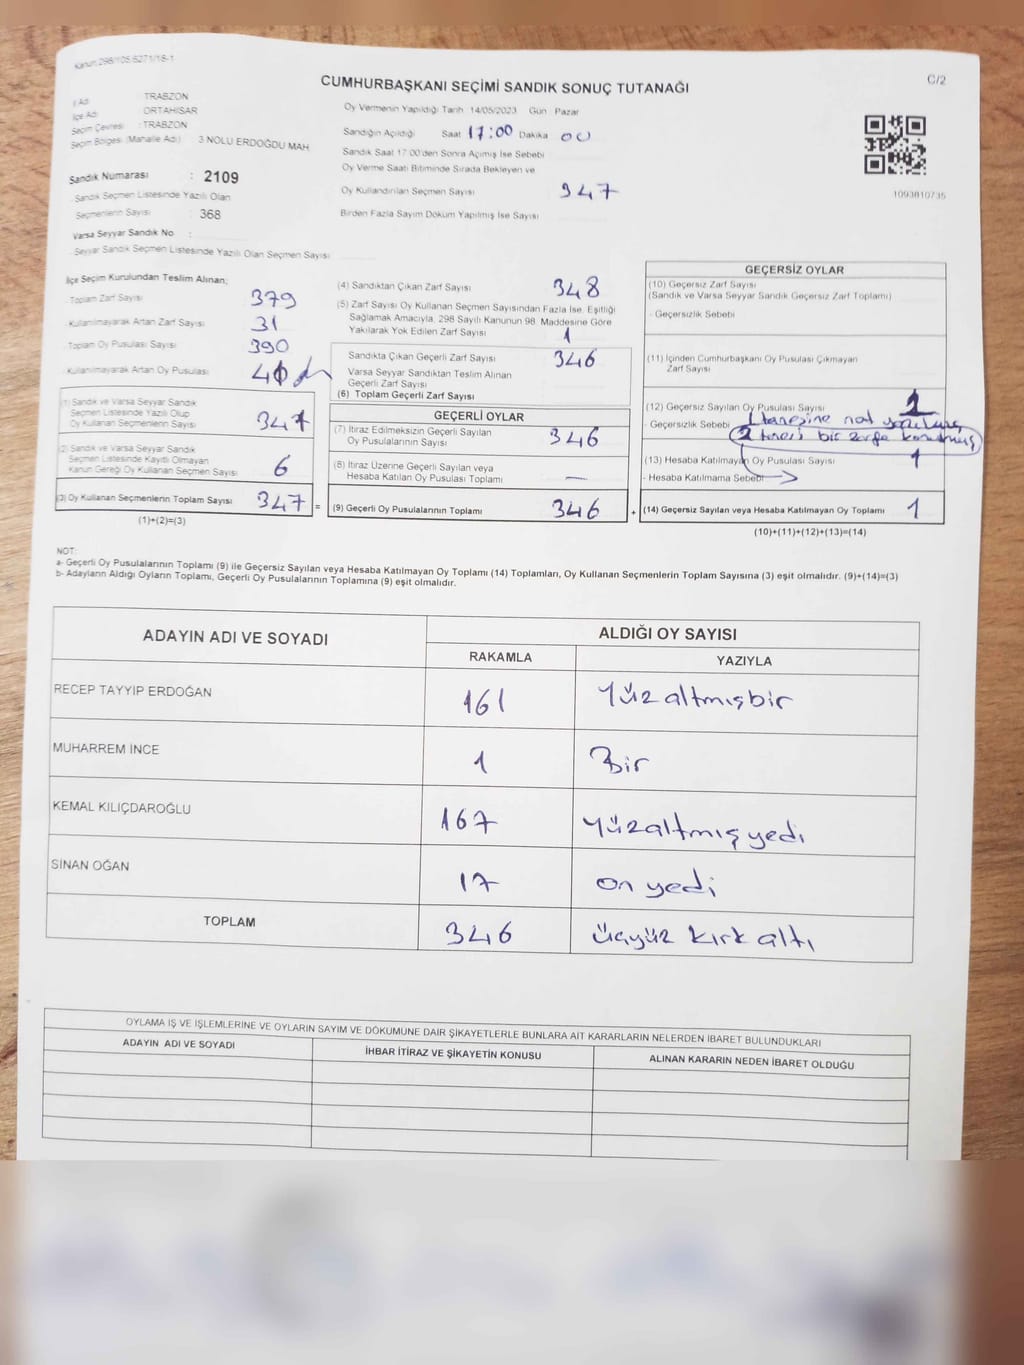 Kanun 298/105 6271/18-1
C/2
CUMHURBAŞKANI SEÇİMİ SANDIK SONUÇ TUTANAĞI
İl Adı : TRABZON
İlçe Adı : ORTAHİSAR
Seçim Çevresi : TRABZON
Seçim Bölgesi (Mahalle Adı) 3 NOLU ERDOĞDU MAH
Sandık Numarası : 2109
Sandık Seçmen Listesinde Yazılı Olan
Seçmenlerin Sayısı : 368
Varsa Seyyar Sandık No :
Seyyar Sandık Seçmen Listesinde Yazılı Olan Seçmen Sayısı
Oy Vermenin Yapıldığı Tarih 14/05/2023 Gün Pazar
Sandığın Açıldığı Saat 17:00 Dakika 00
Sandık Saat 17 00'den Sonra Açımış İse Sebebi
Oy Verme Saati Bitiminde Sırada Bekleyen ve
Oy Kullandırılan Seçmen Sayısı 347
Birden Fazla Sayım Döküm Yapılmış İse Sayısı
1093810735
İlçe Seçim Kurulundan Teslim Alınan;
Toplam Zarf Sayısı 379
Kullanılmayarak Artan Zarf Sayısı 31
Toplam Oy Pusulası Sayısı 390
Kullanılmayarak Artan Oy Pusulası
(1) Sandık ve Varsa Seyyar Sandık
Seçmen Listesinde Yazılı Olup
Oy Kullanan Seçmenlerin Sayısı 347
(2) Sandık ve Varsa Seyyar Sandık
Seçmen Listesinde Kayıtlı Olmayan
Kanun Gereği Oy Kullanan Seçmen Sayısı 6
(3) Oy Kullanan Seçmenlerin Toplam Sayısı 347 =
(1)+(2)=(3)
(4) Sandıktan Çıkan Zarf Sayısı 348
(5) Zarf Sayısı Oy Kullanan Seçmen Sayısından Fazla İse, Eşitliği
Sağlamak Amacıyla, 298 Sayılı Kanunun 98. Maddesine Göre
Yakılarak Yok Edilen Zarf Sayısı 1
Sandıkta Çıkan Geçerli Zarf Sayısı 346
Varsa Seyyar Sandıktan Teslim Alınan
Geçerli Zarf Sayısı
(6) Toplam Geçerli Zarf Sayısı
GEÇERLİ OYLAR
(7) İtiraz Edilmeksizin Geçerli Sayılan
Oy Pusulalarının Sayısı 346
(8) İtiraz Üzerine Geçerli Sayılan veya
Hesaba Katılan Oy Pusulası Toplamı —
(9) Geçerli Oy Pusulalarının Toplamı 346 +
GEÇERSİZ OYLAR
(10) Geçersiz Zarf Sayısı
(Sandık ve Varsa Seyyar Sandık Geçersiz Zarf Toplamı)
- Geçersizlik Sebebi
(11) İçinden Cumhurbaşkanı Oy Pusulası Çıkmayan
Zarf Sayısı
(12) Geçersiz Sayılan Oy Pusulası Sayısı 1
- Geçersizlik Sebebi 1 tanesine not yazılmış
2 tanesi bir zarfa konulmuş
(13) Hesaba Katılmayan Oy Pusulası Sayısı 1
- Hesaba Katılmama Sebebi
(14) Geçersiz Sayılan veya Hesaba Katılmayan Oy Toplamı 1
(10)+(11)+(12)+(13)=(14)
NOT:
a- Geçerli Oy Pusulalarının Toplamı (9) ile Geçersiz Sayılan veya Hesaba Katılmayan Oy Toplamı (14) Toplamları, Oy Kullanan Seçmenlerin Toplam Sayısına (3) eşit olmalıdır. (9)+(14)=(3)
b- Adayların Aldığı Oyların Toplamı, Geçerli Oy Pusulalarının Toplamına (9) eşit olmalıdır.
ADAYIN ADI VE SOYADI ALDIĞI OY SAYISI
RAKAMLA YAZIYLA
RECEP TAYYİP ERDOĞAN 161 Yüzaltmışbir
MUHARREM İNCE 1 Bir
KEMAL KILIÇDAROĞLU 167 Yüzaltmışyedi
SİNAN OĞAN 17 on yedi
TOPLAM 346 üçyüz kırk altı
OYLAMA İŞ VE İŞLEMLERİNE VE OYLARIN SAYIM VE DÖKÜMÜNE DAİR ŞİKAYETLERLE BUNLARA AİT KARARLARIN NELERDEN İBARET BULUNDUKLARI
ADAYIN ADI VE SOYADI İHBAR İTİRAZ VE ŞİKAYETİN KONUSU ALINAN KARARIN NEDEN İBARET OLDUĞU